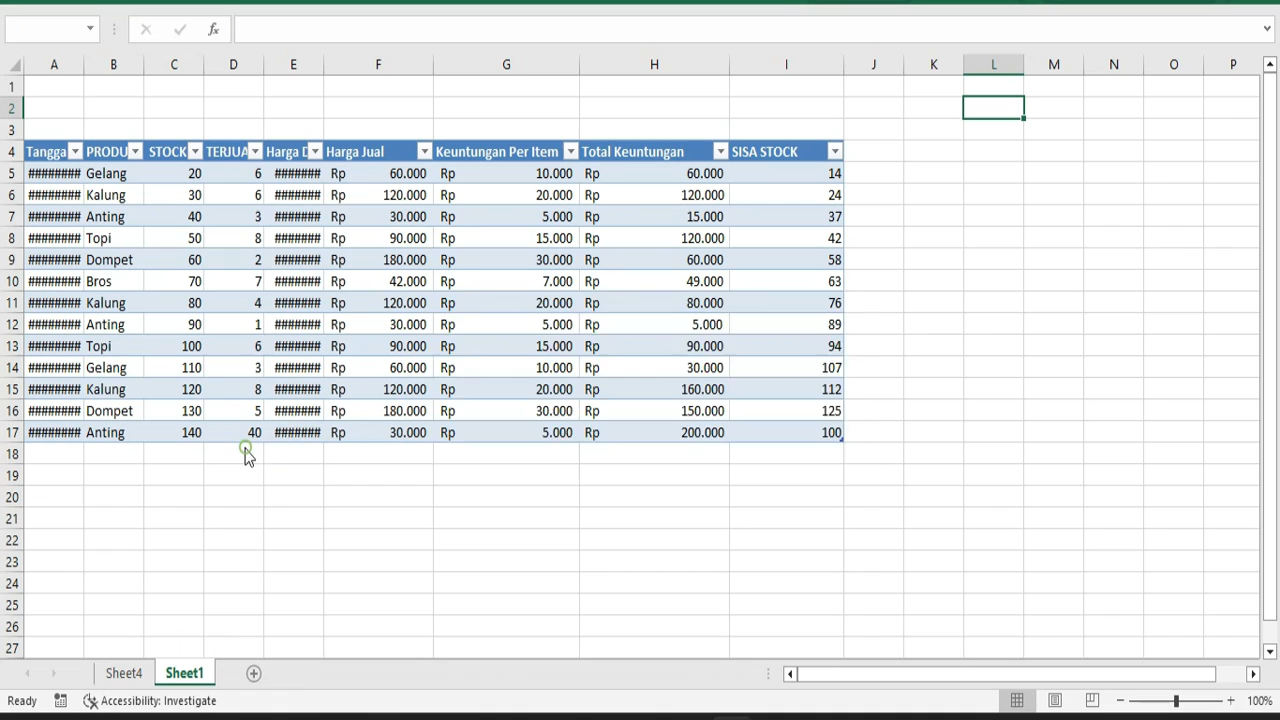 fx
A B C D E F G H I J K L M N O P
1
2
3
4 Tangga PRODU STOCK TERJUA Harga D Harga Jual Keuntungan Per Item Total Keuntungan SISA STOCK
5 ######## Gelang 20 6 ####### Rp 60.000 Rp 10.000 Rp 60.000 14
6 ######## Kalung 30 6 ####### Rp 120.000 Rp 20.000 Rp 120.000 24
7 ######## Anting 40 3 ####### Rp 30.000 Rp 5.000 Rp 15.000 37
8 ######## Topi 50 8 ####### Rp 90.000 Rp 15.000 Rp 120.000 42
9 ######## Dompet 60 2 ####### Rp 180.000 Rp 30.000 Rp 60.000 58
10 ######## Bros 70 7 ####### Rp 42.000 Rp 7.000 Rp 49.000 63
11 ######## Kalung 80 4 ####### Rp 120.000 Rp 20.000 Rp 80.000 76
12 ######## Anting 90 1 ####### Rp 30.000 Rp 5.000 Rp 5.000 89
13 ######## Topi 100 6 ####### Rp 90.000 Rp 15.000 Rp 90.000 94
14 ######## Gelang 110 3 ####### Rp 60.000 Rp 10.000 Rp 30.000 107
15 ######## Kalung 120 8 ####### Rp 120.000 Rp 20.000 Rp 160.000 112
16 ######## Dompet 130 5 ####### Rp 180.000 Rp 30.000 Rp 150.000 125
17 ######## Anting 140 40 ####### Rp 30.000 Rp 5.000 Rp 200.000 100
18
19
20
21
22
23
24
25
26
27
Sheet4 Sheet1
Ready Accessibility: Investigate 100%